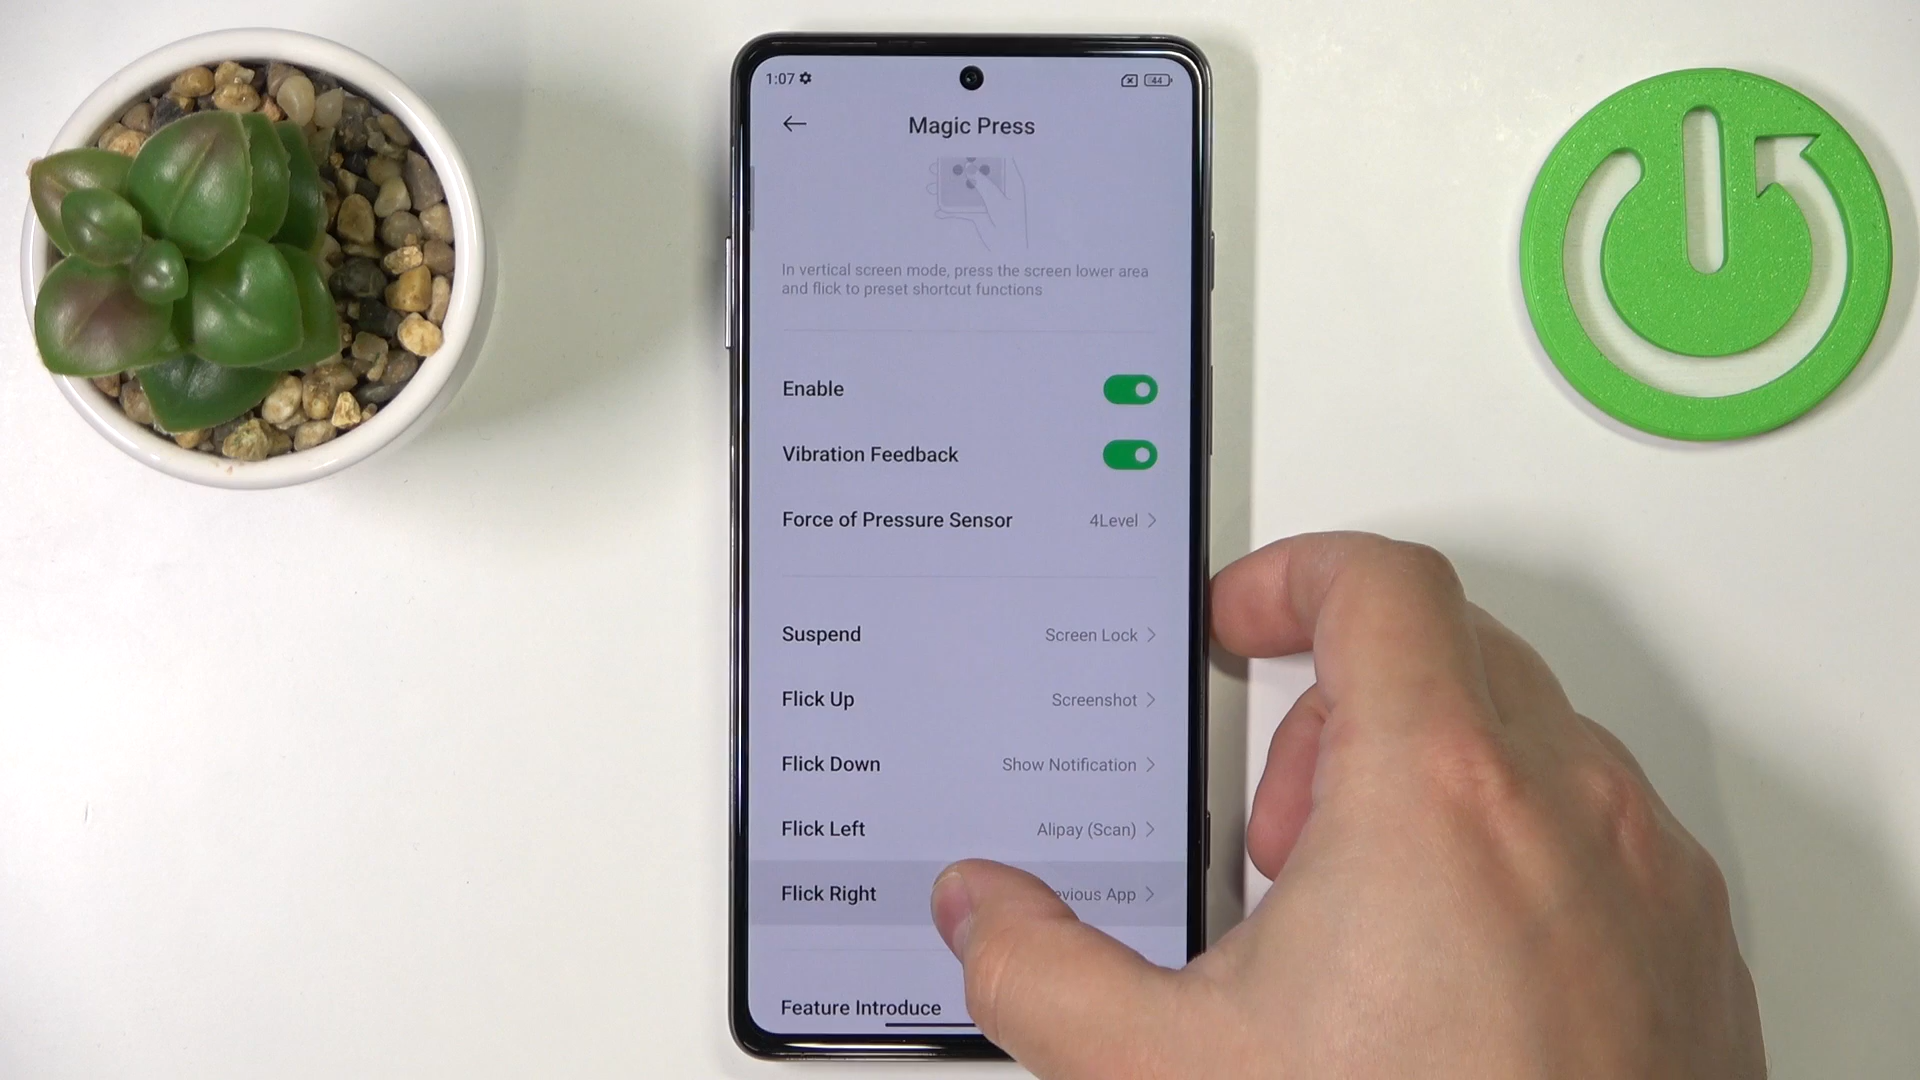 1:07
44
Magic Press
In vertical screen mode, press the screen lower area
and flick to preset shortcut functions
Enable
Vibration Feedback
Force of Pressure Sensor 4Level
Suspend Screen Lock
Flick Up Screenshot
Flick Down Show Notification
Flick Left Alipay (Scan)
Flick Right App
Feature Introduce